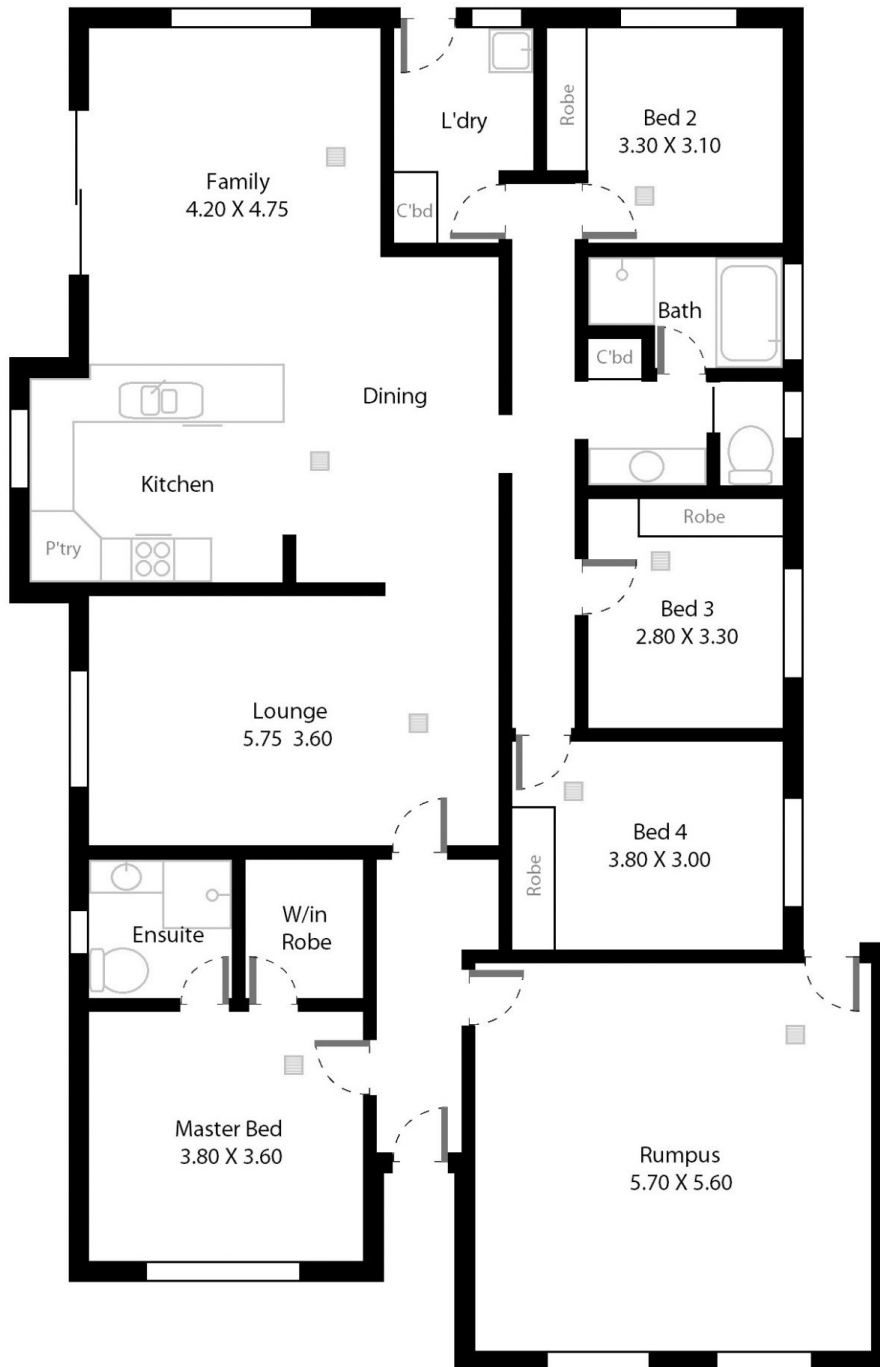 L'dry
Robe
Bed 2
3.30 X 3.10
Family
4.20 X 4.75
C'bd
Bath
C'bd
Dining
Kitchen
P'try
Robe
Bed 3
2.80 X 3.30
Lounge
5.75 3.60
Bed 4
3.80 X 3.00
Robe
Ensuite
W/in
Robe
Master Bed
3.80 X 3.60
Rumpus
5.70 X 5.60